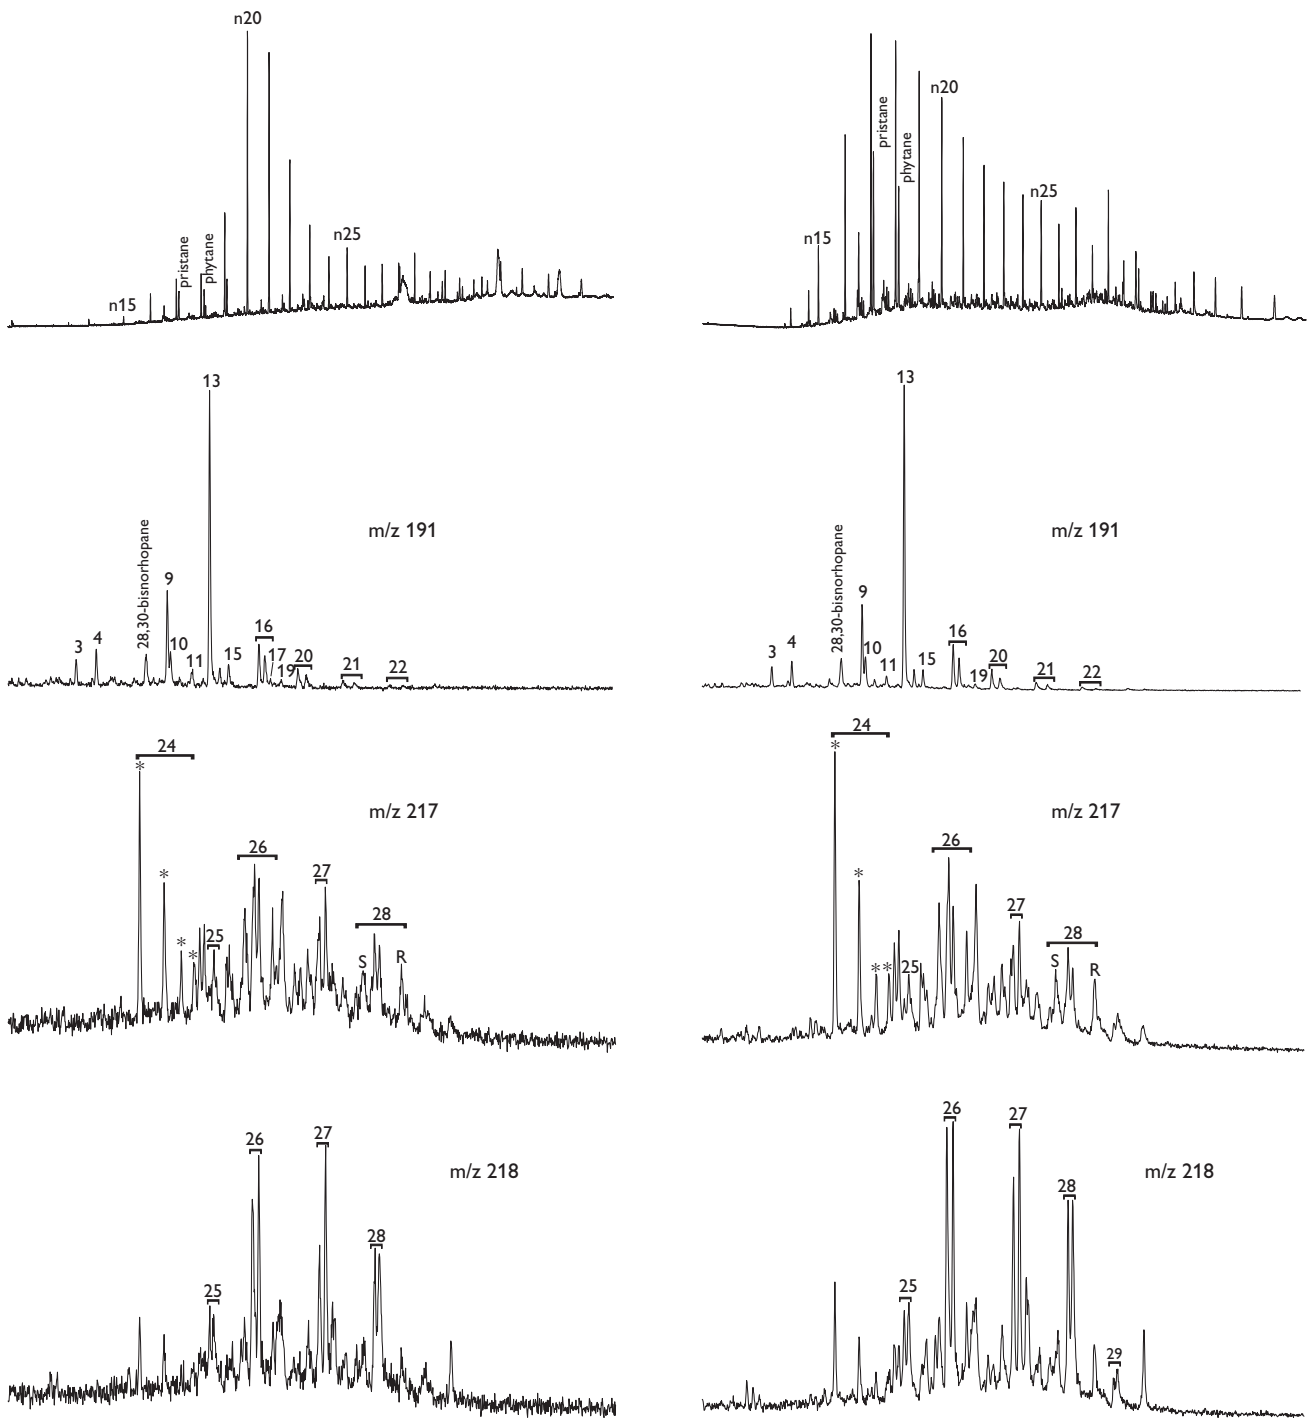 n20
n15
pristane
phytane
n25
n15
pristane
phytane
n20
n25
13
m/z 191
3
4
28,30-bisnorhopane
9
10
11
15
16
17
19
20
21
22
13
m/z 191
3
4
28,30-bisnorhopane
9
10
11
15
16
19
20
21
22
24
m/z 217
*
*
*
*
25
26
27
28
S
R
24
m/z 217
*
*
**
25
26
27
28
S
R
m/z 218
25
26
27
28
m/z 218
25
26
27
28
29